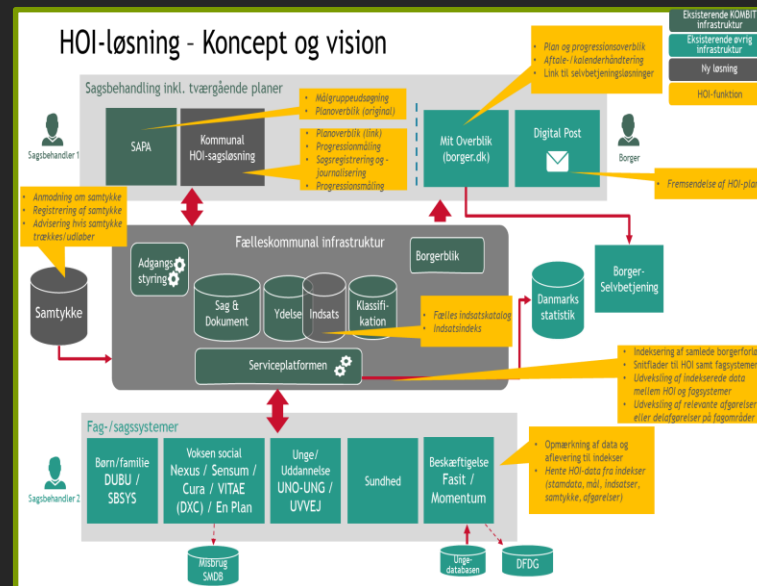 HOI-løsning – Koncept og vision
Eksisterende KOMBIT
infrastruktur
Eksisterende øvrig
infrastruktur
Ny løsning
HOI-funktion
Sagsbehandling inkl. tværgående planer
Sagsbehandler 1
SAPA
Kommunal
HOI-sagsløsning
• Målgruppeudsøgning
• Planoverblik (original)
• Planoverblik (link)
• Progressionmåling
• Sagsregistrering og -
journalisering
• Progressionsmåling
• Plan og progressionsoverblik
• Aftale-/kalenderhåndtering
• Link til selvbetjeningsløsninger
Mit Overblik
(borger.dk)
Digital Post
Borger
• Fremsendelse af HOI-plan
• Anmodning om samtykke
• Registrering af samtykke
• Advisering hvis samtykke
trækkes/udløber
Samtykke
Fælleskommunal infrastruktur
Adgangs
styring
Borgerblik
Sag &
Dokument
Ydelse
Indsats
Klassifi-
kation
• Fælles indsatskatalog
• Indsatsindeks
Serviceplatformen
Danmarks
statistik
Borger-
Selvbetjening
• Indeksering af samlede borgerforlø
• Snitflader til HOI samt fagsystemer
• Udveksling af indekserede data
mellem HOI og fagsystemer
• Udveksling af relevante afgørelser
eller delafgørelser på fagområder
Fag-/sagssystemer
Sagsbehandler 2
Børn/familie
DUBU /
SBSYS
Voksen social
Nexus / Sensum /
Cura / VITAE
(DXC) / En Plan
Unge/
Uddannelse
UNO-UNG /
UVVEJ
Sundhed
Beskæftigelse
Fasit /
Momentum
• Opmærkning af data og
aflevering til indekser
• Hente HOI-data fra indekser
(stamdata, mål, indsatser,
samtykke, afgørelser)
Misbrug
SMDB
Unge-
databasen
DFDG